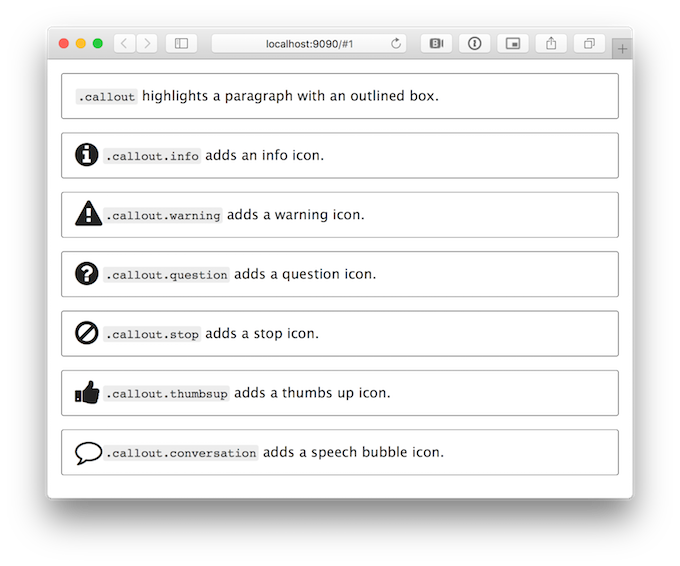 localhost:9090/#1
.callout highlights a paragraph with an outlined box.
.callout.info adds an info icon.
.callout.warning adds a warning icon.
.callout.question adds a question icon.
.callout.stop adds a stop icon.
.callout.thumbsup adds a thumbs up icon.
.callout.conversation adds a speech bubble icon.